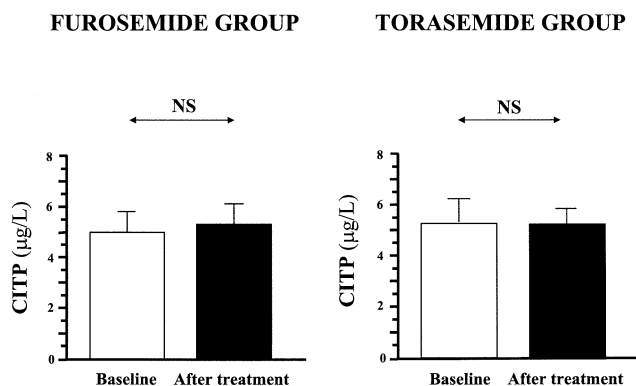 FUROSEMIDE GROUP
TORASEMIDE GROUP
NS
NS
CITP (μg/L)
8
6
4
2
0
Baseline After treatment
CITP (μg/L)
8
6
4
2
0
Baseline After treatment